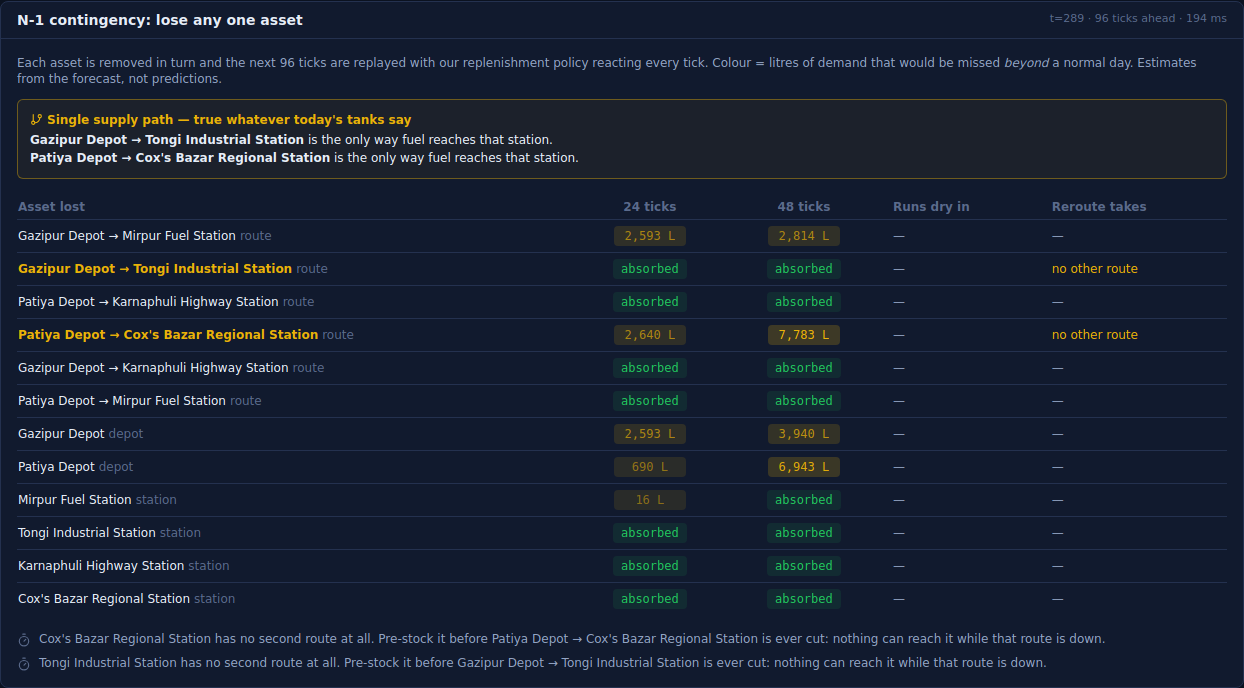 N-1 contingency: lose any one asset
t=289 · 96 ticks ahead · 194 ms
Each asset is removed in turn and the next 96 ticks are replayed with our replenishment policy reacting every tick. Colour = litres of demand that would be missed beyond a normal day. Estimates
from the forecast, not predictions.
Single supply path — true whatever today's tanks say
Gazipur Depot → Tongi Industrial Station is the only way fuel reaches that station.
Patiya Depot → Cox's Bazar Regional Station is the only way fuel reaches that station.
Asset lost 24 ticks 48 ticks Runs dry in Reroute takes
Gazipur Depot → Mirpur Fuel Station route 2,593 L 2,814 L — —
Gazipur Depot → Tongi Industrial Station route absorbed absorbed — no other route
Patiya Depot → Karnaphuli Highway Station route absorbed absorbed — —
Patiya Depot → Cox's Bazar Regional Station route 2,640 L 7,783 L — no other route
Gazipur Depot → Karnaphuli Highway Station route absorbed absorbed — —
Patiya Depot → Mirpur Fuel Station route absorbed absorbed — —
Gazipur Depot depot 2,593 L 3,940 L — —
Patiya Depot depot 690 L 6,943 L — —
Mirpur Fuel Station station 16 L absorbed — —
Tongi Industrial Station station absorbed absorbed — —
Karnaphuli Highway Station station absorbed absorbed — —
Cox's Bazar Regional Station station absorbed absorbed — —
Cox's Bazar Regional Station has no second route at all. Pre-stock it before Patiya Depot → Cox's Bazar Regional Station is ever cut: nothing can reach it while that route is down.
Tongi Industrial Station has no second route at all. Pre-stock it before Gazipur Depot → Tongi Industrial Station is ever cut: nothing can reach it while that route is down.